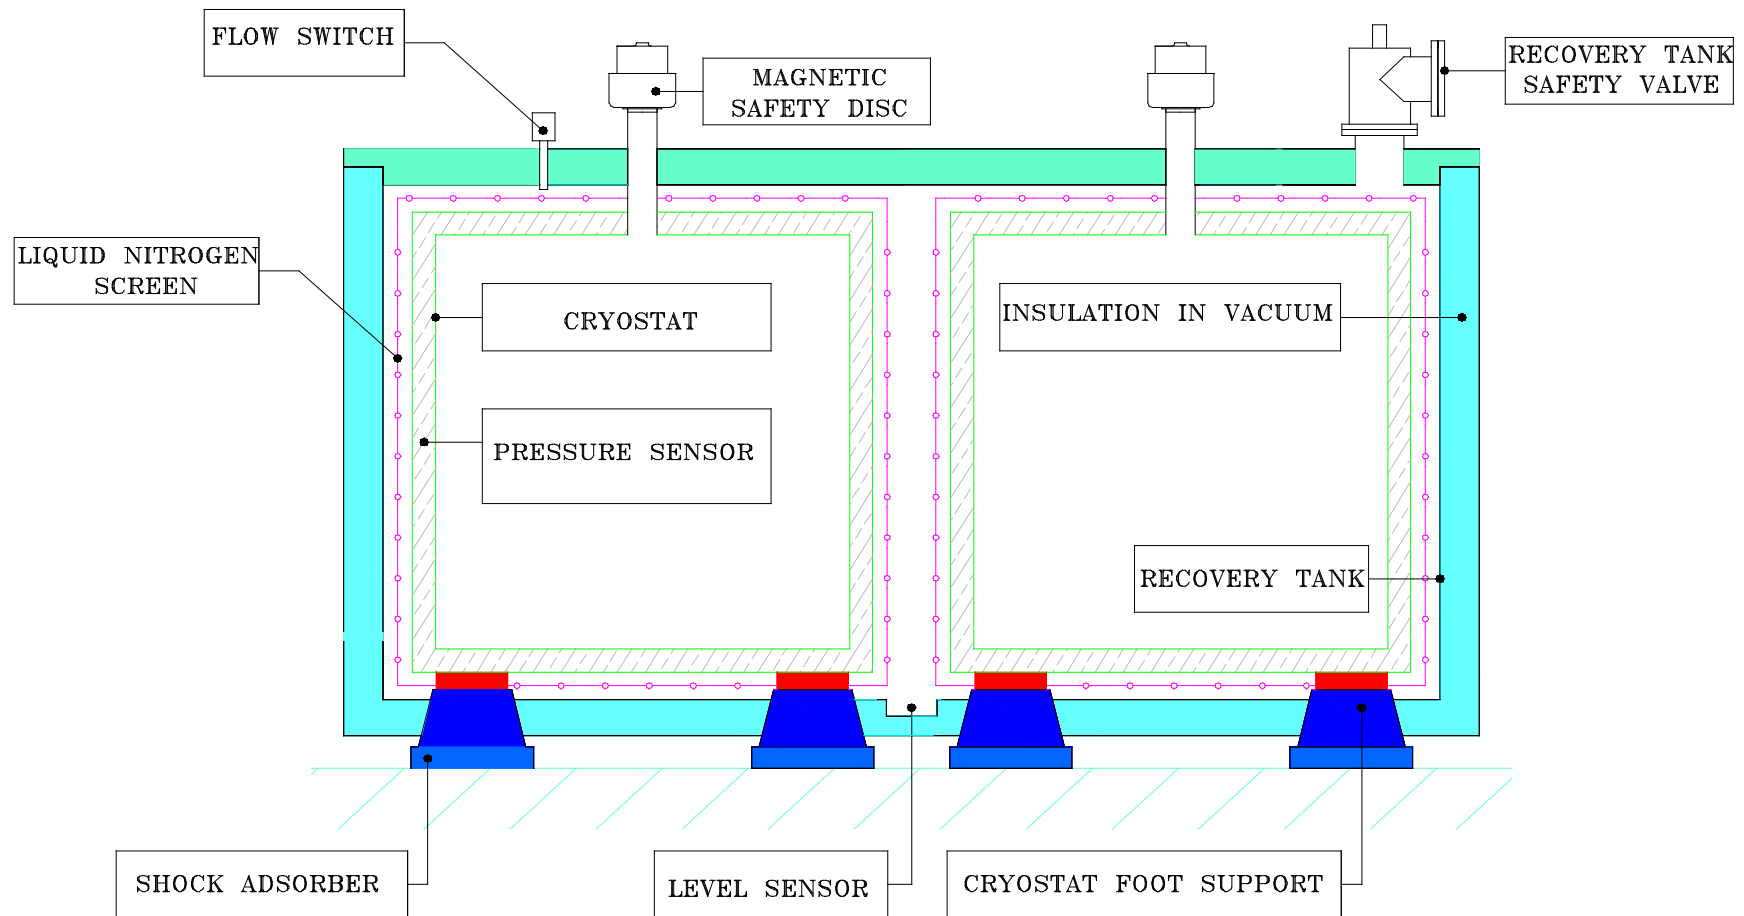 FLOW SWITCH
MAGNETIC
SAFETY DISC
RECOVERY TANK
SAFETY VALVE
LIQUID NITROGEN
SCREEN
CRYOSTAT
INSULATION IN VACUUM
PRESSURE SENSOR
RECOVERY TANK
SHOCK ADSORBER
LEVEL SENSOR
CRYOSTAT FOOT SUPPORT